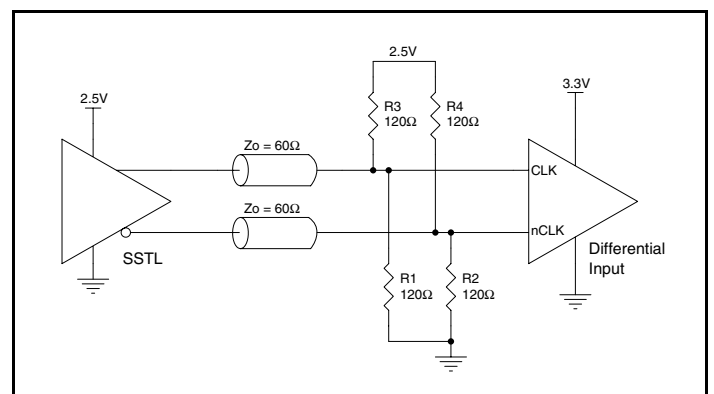 2.5V
3.3V
2.5V
R3
120Ω
R4
120Ω
Zo = 60Ω
CLK
Zo = 60Ω
nCLK
SSTL
Differential
Input
R1
120Ω
R2
120Ω